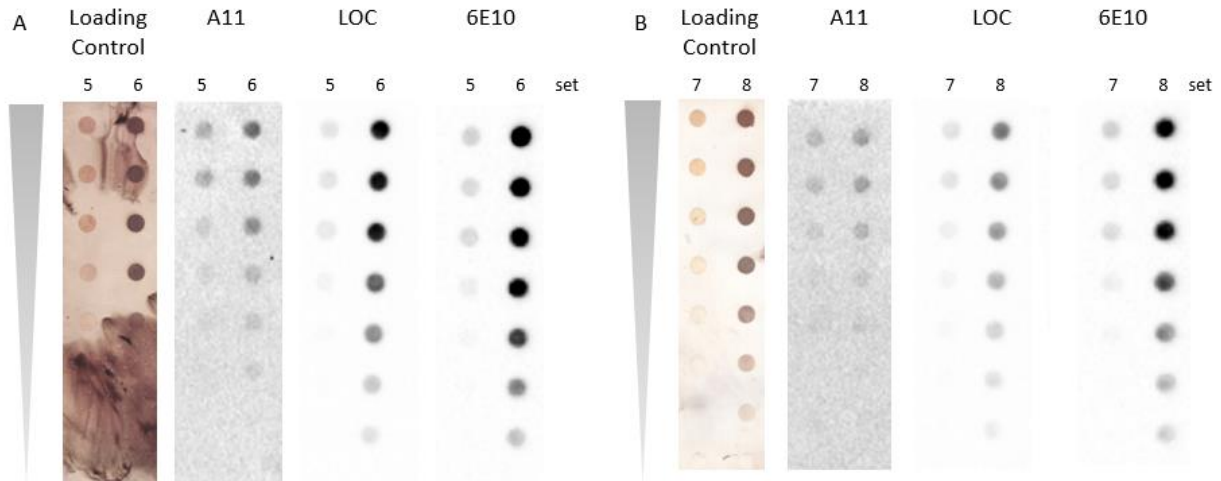 A Loading Control A11 LOC 6E10
5 6 5 6 5 6 5 6 set
B Loading Control A11 LOC 6E10
7 8 7 8 7 8 7 8 set